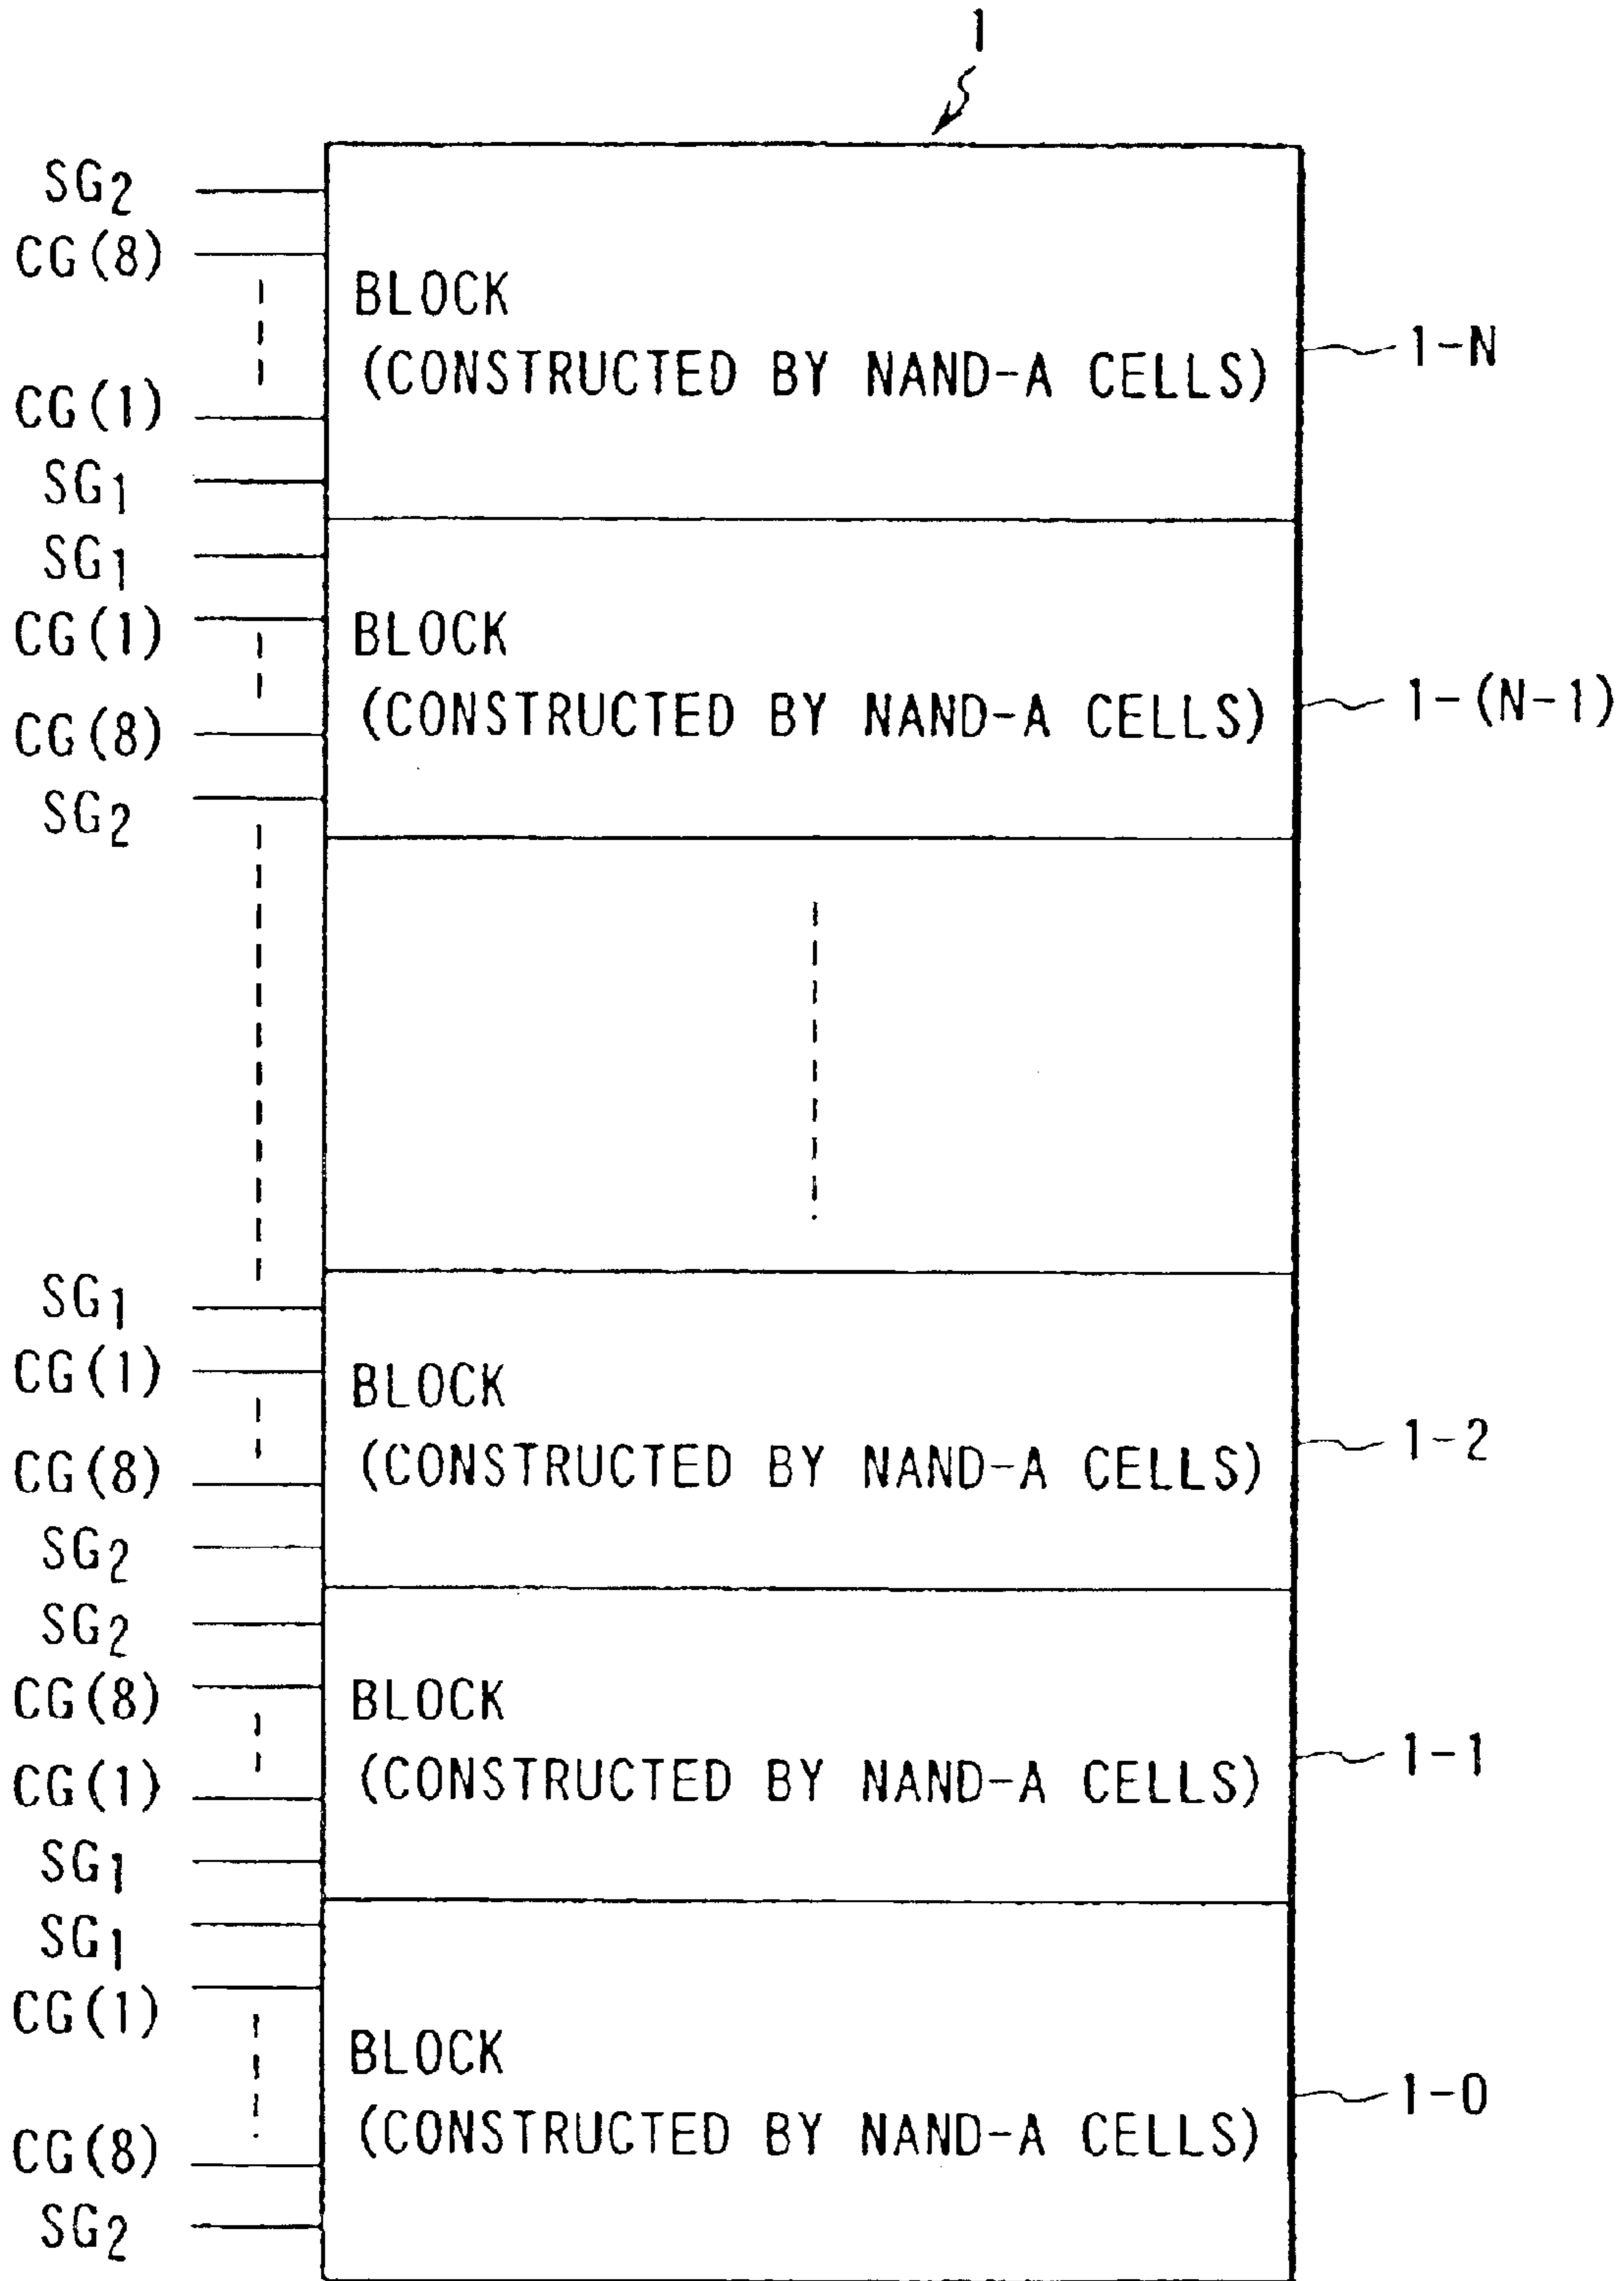 1
SG2
CG(8)
BLOCK
(CONSTRUCTED BY NAND-A CELLS)
1-N
CG(1)
SG1
SG1
CG(1)
BLOCK
(CONSTRUCTED BY NAND-A CELLS)
1-(N-1)
CG(8)
SG2
SG1
CG(1)
BLOCK
(CONSTRUCTED BY NAND-A CELLS)
1-2
CG(8)
SG2
SG2
CG(8)
BLOCK
(CONSTRUCTED BY NAND-A CELLS)
1-1
CG(1)
SG1
SG1
CG(1)
BLOCK
(CONSTRUCTED BY NAND-A CELLS)
1-0
CG(8)
SG2